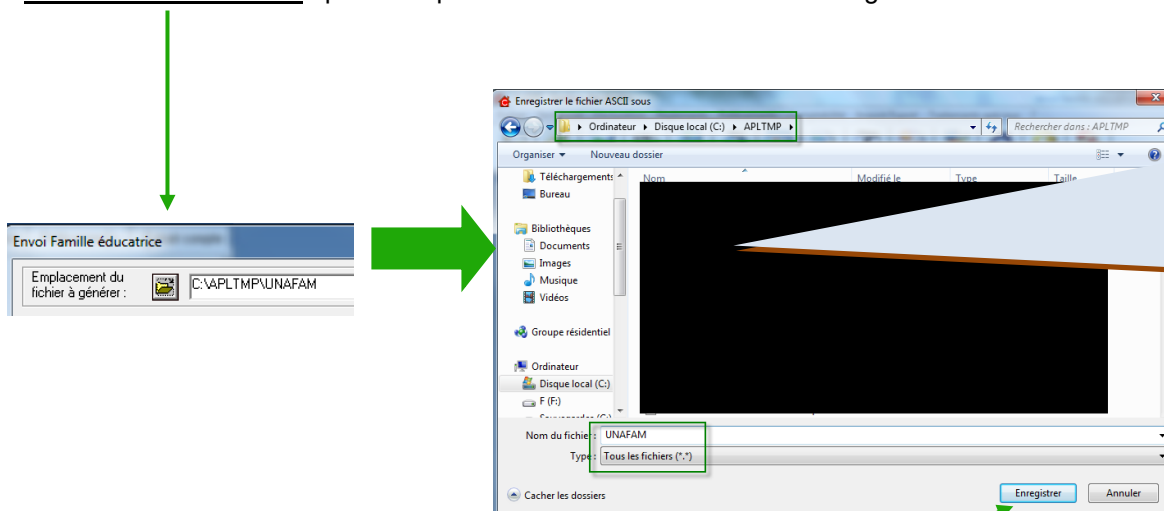 Enregistrer le fichier ASCII sous
Ordinateur ▸ Disque local (C:) ▸ APLTMP ▸
Rechercher dans : APLTMP
Organiser ▾ Nouveau dossier
Nom Modifié le Type Taille
Téléchargements
Bureau
Bibliothèques
Documents
Images
Musique
Vidéos
Groupe résidentiel
Ordinateur
Disque local (C:)
F (F:)
Nom du fichier : UNAFAM
Type : Tous les fichiers (*.*)
Cacher les dossiers
Enregistrer Annuler
Envoi Famille éducatrice
Emplacement du
fichier à générer :
C:\APLTMP\UNAFAM